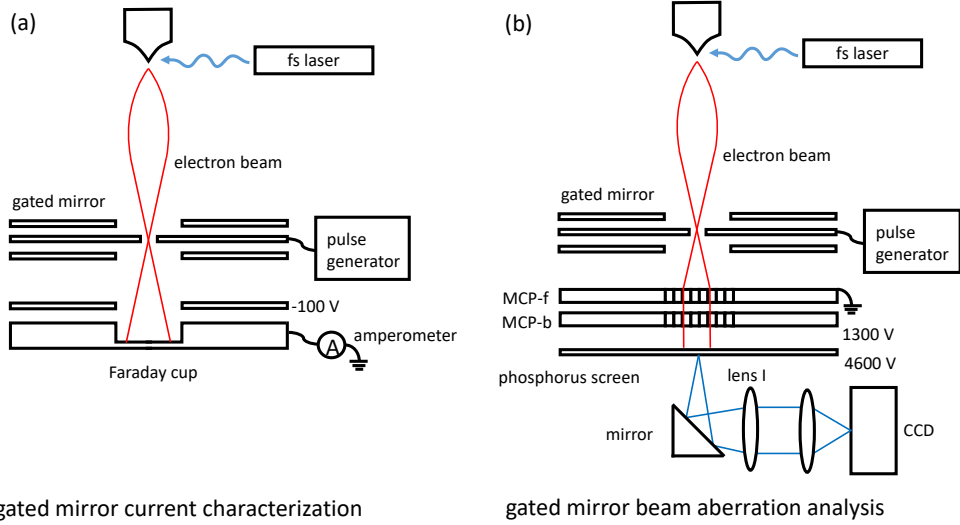 (a)
fs laser
electron beam
gated mirror
pulse
generator
-100 V
amperometer
A
Faraday cup
gated mirror current characterization
(b)
fs laser
electron beam
gated mirror
pulse
generator
MCP-f
MCP-b
1300 V
4600 V
phosphorus screen
lens I
mirror
CCD
gated mirror beam aberration analysis